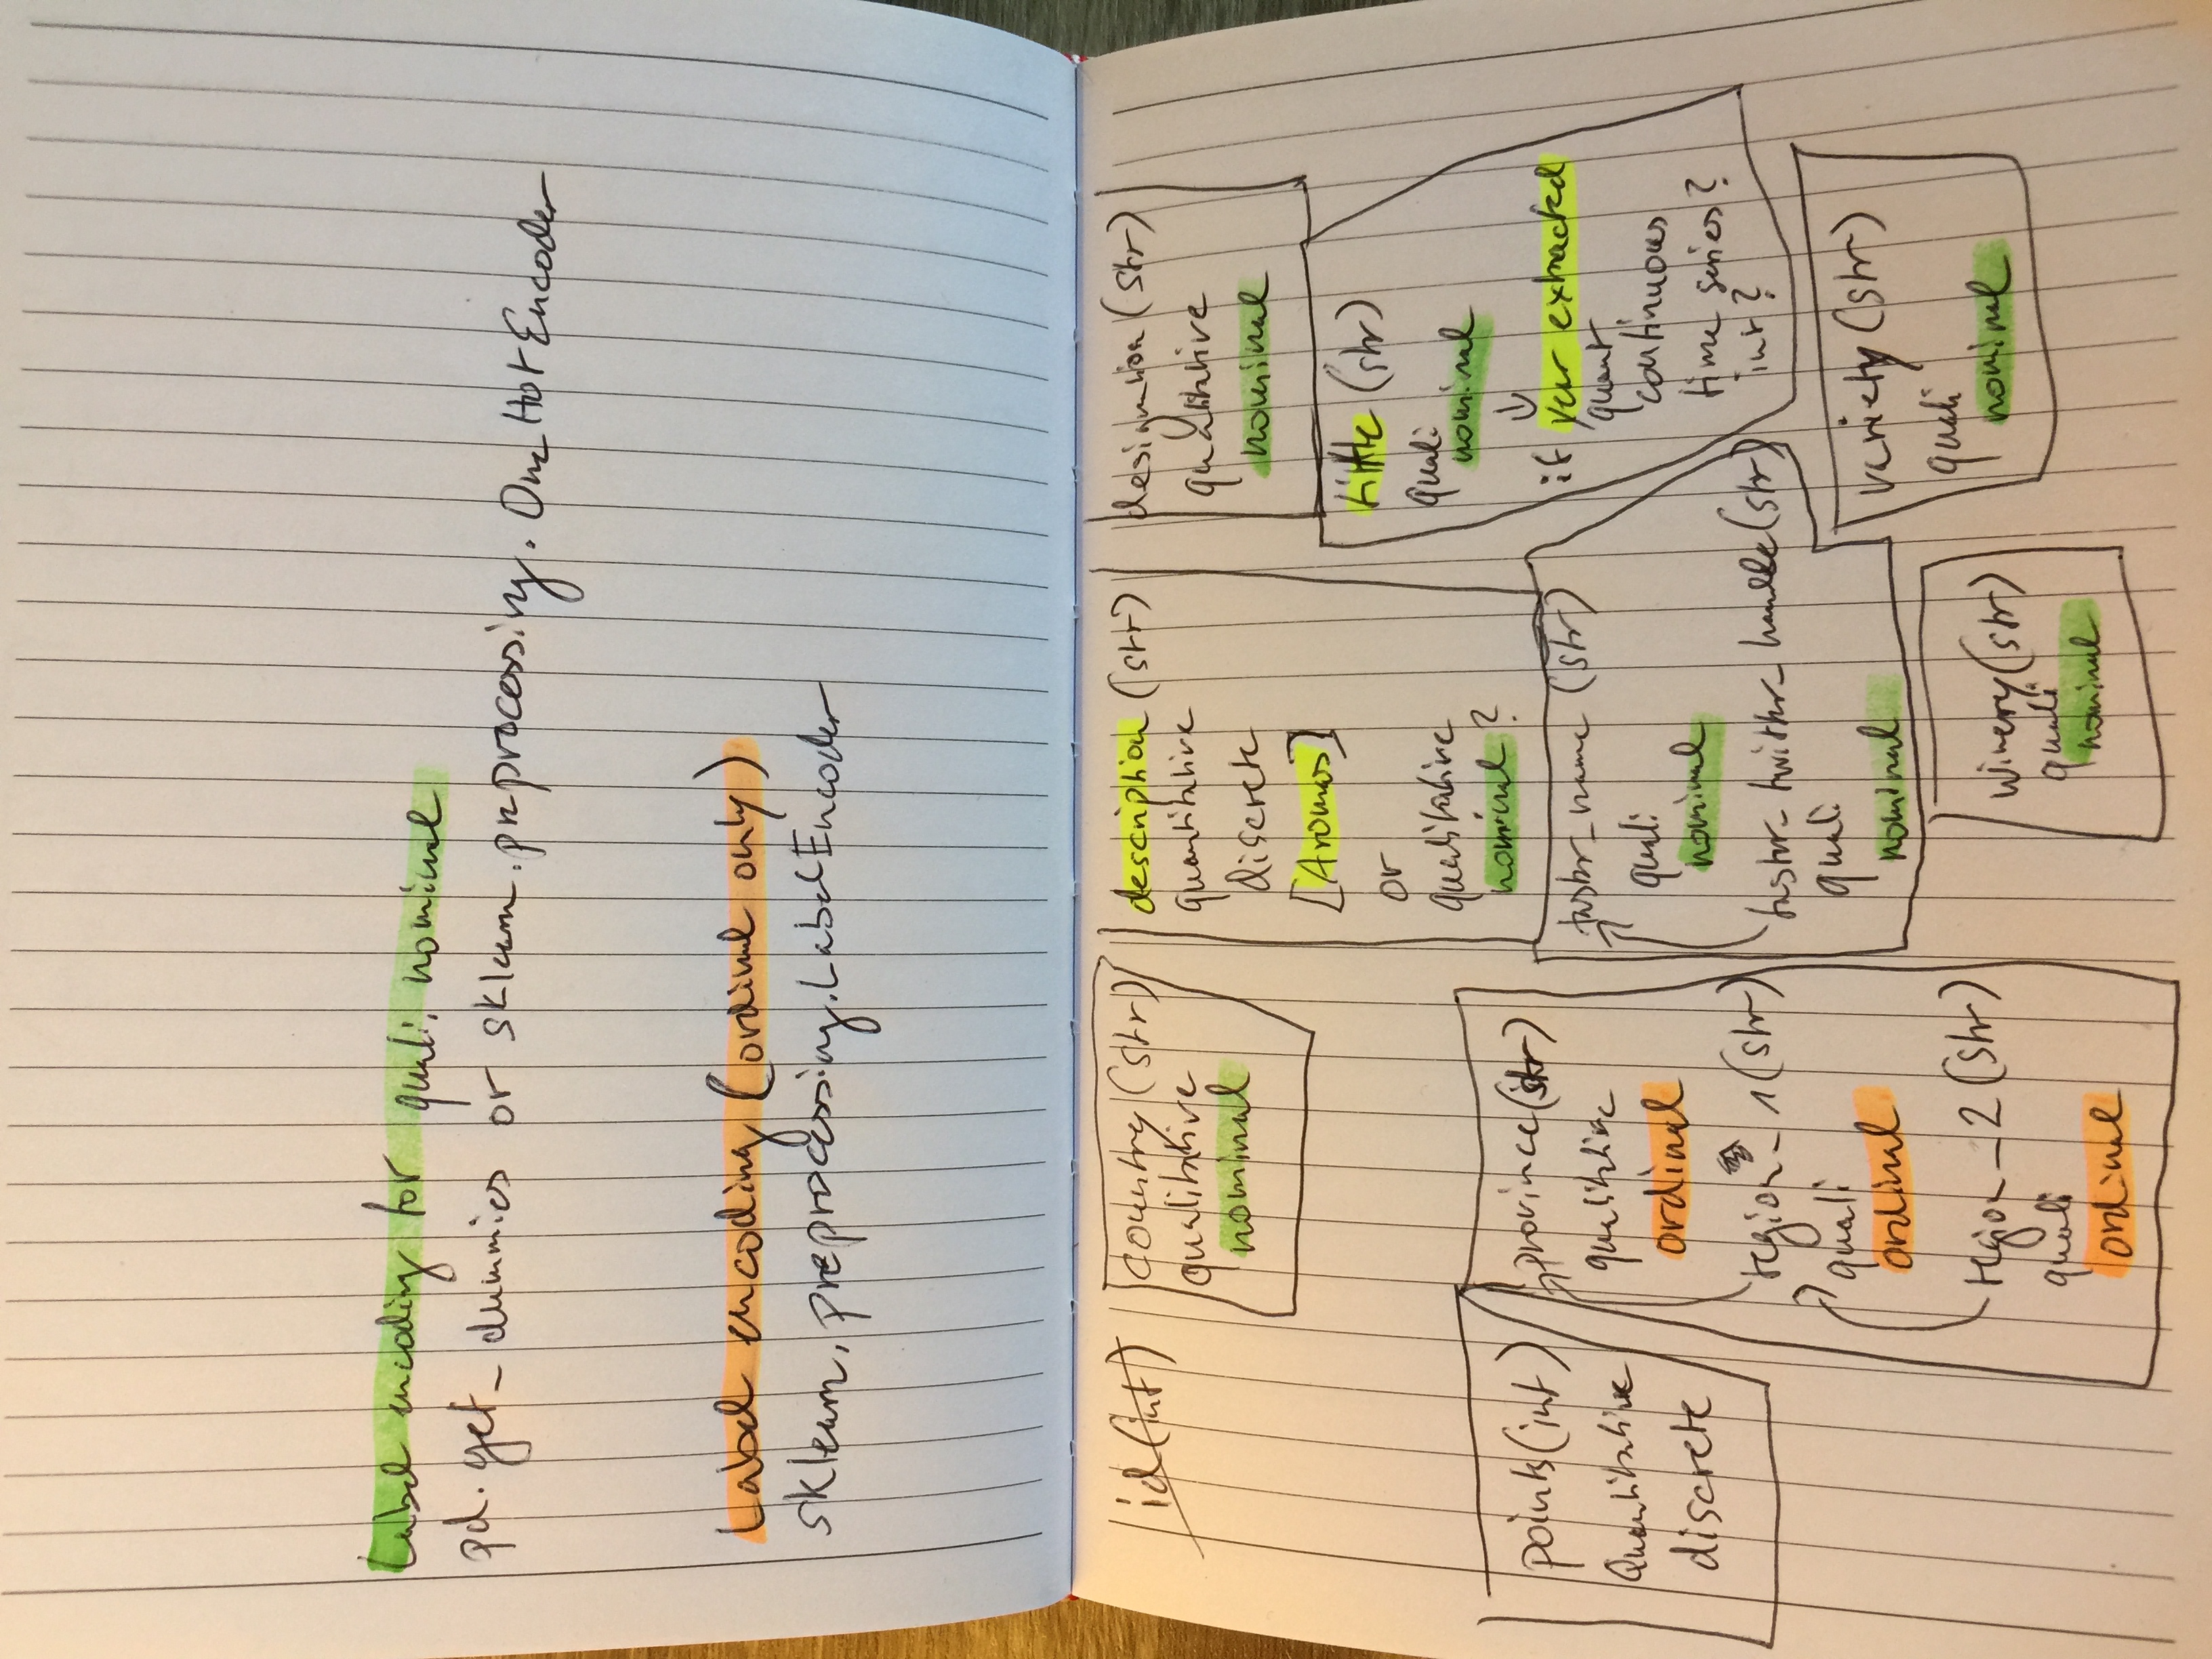 Label encoding for quali. nominal
pd.get_dummies or sklearn.preprocessing.OneHotEncoder
Label encoding (ordinal only)
sklearn.preprocessing.LabelEncoder
id (int)
country (str)
qualitative
nominal
description (str)
quantitative
discrete
[Aromas]
or
qualitative
nominal?
designation (str)
qualitative
nominal
tittle (str)
quali
nominal
if year extracted
quant
continuous
time series?
int?
points (int)
Quantitative
discrete
province (str)
qualitative
ordinal
region_1 (str)
quali
ordinal
region_2 (str)
quali
ordinal
taster_name (str)
quali
nominal
taster_twitter_handle (str)
quali
nominal
variety (str)
quali
nominal
winery (str)
quali
nominal